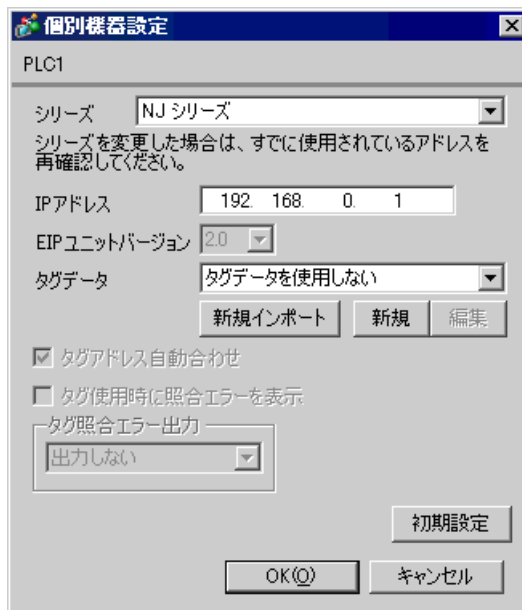 個別機器設定
PLC1
シリーズ NJ シリーズ
シリーズを変更した場合は、すでに使用されているアドレスを
再確認してください。
IPアドレス 192. 168. 0. 1
EIPユニットバージョン 2.0
タグデータ タグデータを使用しない
新規インポート 新規 編集
タグアドレス自動合わせ
タグ使用時に照合エラーを表示
タグ照合エラー出力
出力しない
初期設定
OK(O) キャンセル